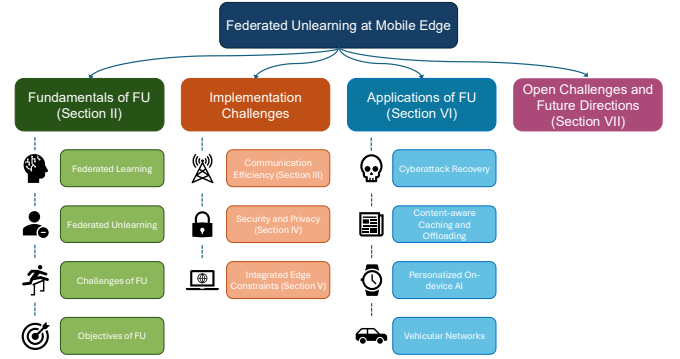 Federated Unlearning at Mobile Edge
Fundamentals of FU
(Section II)
Implementation
Challenges
Applications of FU
(Section VI)
Open Challenges and
Future Directions
(Section VII)
Federated Learning
Federated Unlearning
Challenges of FU
Objectives of FU
Communication
Efficiency (Section III)
Security and Privacy
(Section IV)
Integrated Edge
Constraints (Section V)
Cyberattack Recovery
Content-aware
Caching and
Offloading
Personalized On-
device AI
Vehicular Networks